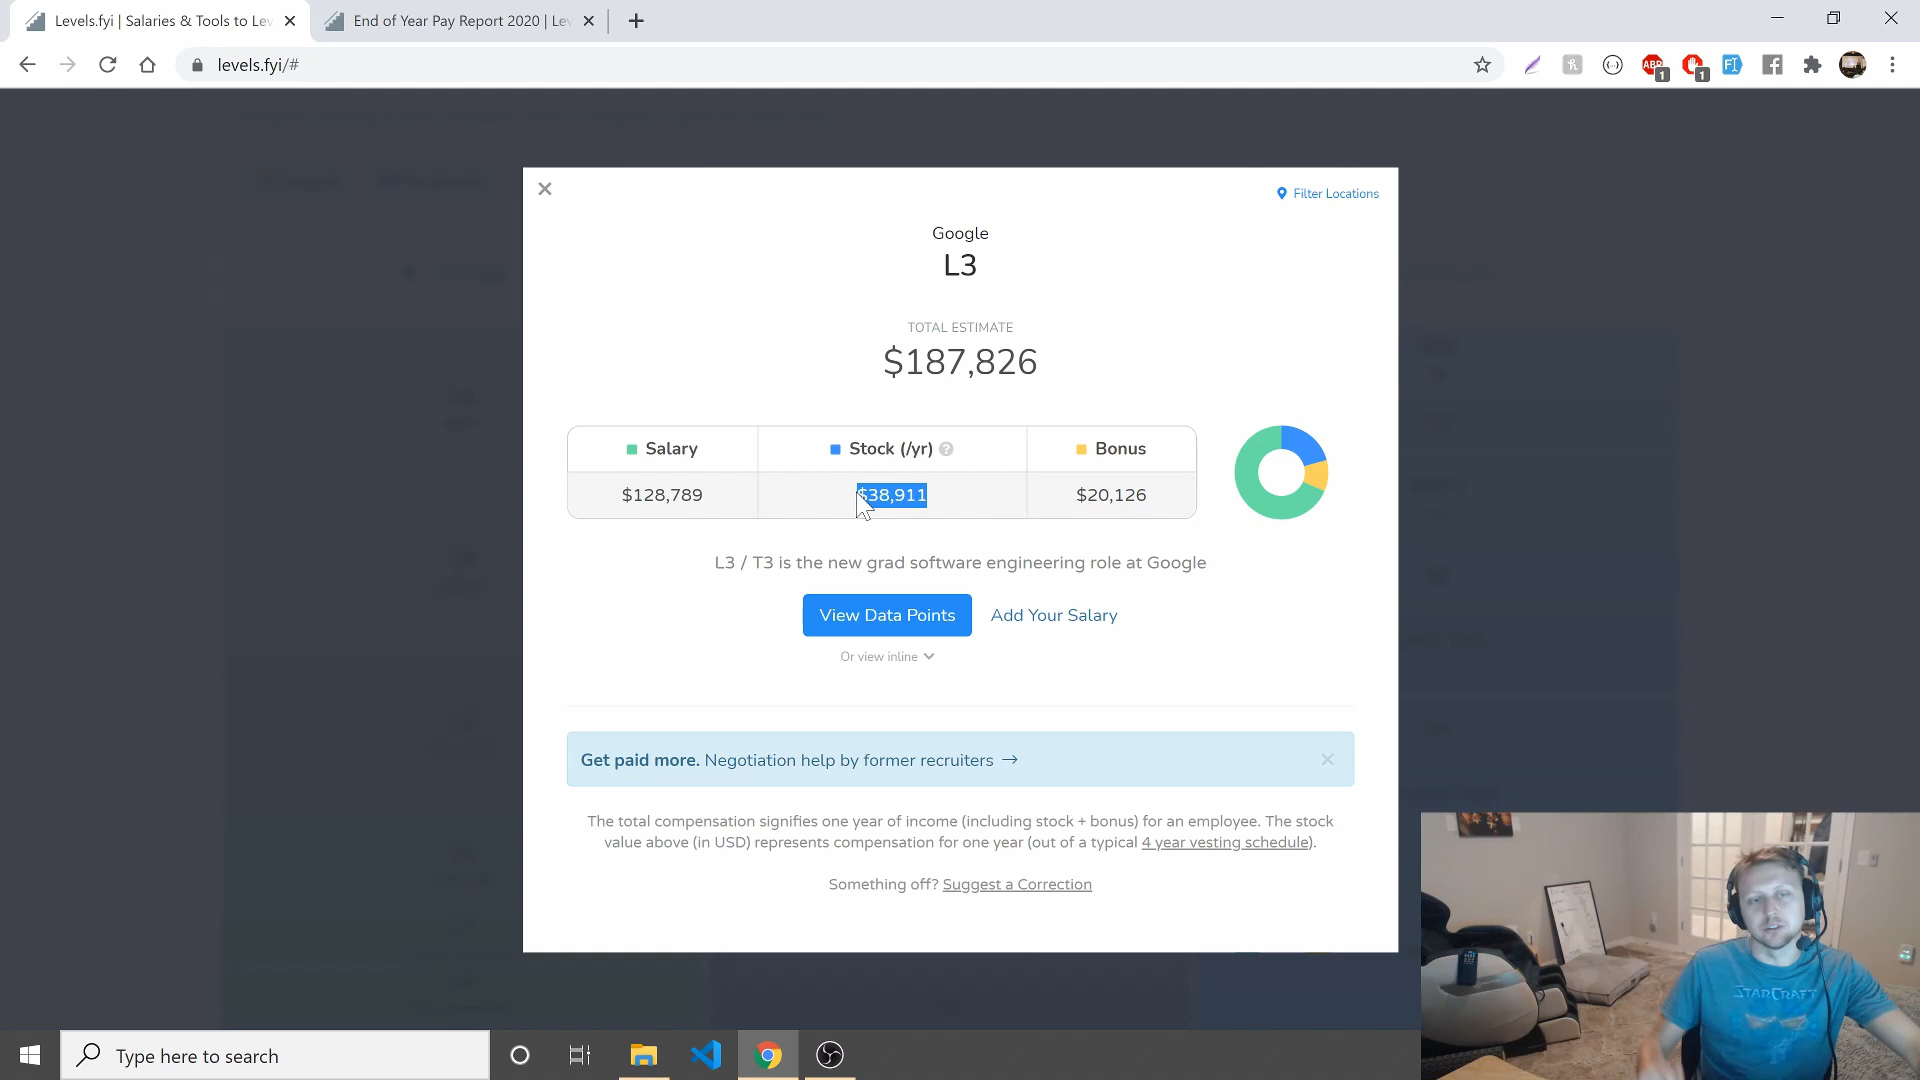 Levels.fyi | Salaries & Tools to Lev
End of Year Pay Report 2020 | Lev
levels.fyi/#
ABP
1
1
Filter Locations
Google
L3
TOTAL ESTIMATE
$187,826
Salary
Stock (/yr)
?
Bonus
$128,789
$38,911
$20,126
L3 / T3 is the new grad software engineering role at Google
View Data Points
Add Your Salary
Or view inline
Get paid more. Negotiation help by former recruiters →
The total compensation signifies one year of income (including stock + bonus) for an employee. The stock
value above (in USD) represents compensation for one year (out of a typical 4 year vesting schedule).
Something off? Suggest a Correction
STARCRAFT
Type here to search